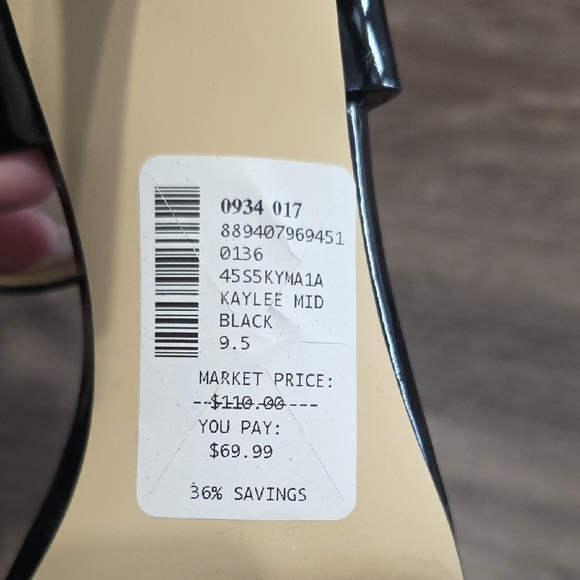 0934 017
889407969451
0136
45S5KYMA1A
KAYLEE MID
BLACK
9.5
MARKET PRICE:
--$110.00---
YOU PAY:
$69.99
36% SAVINGS